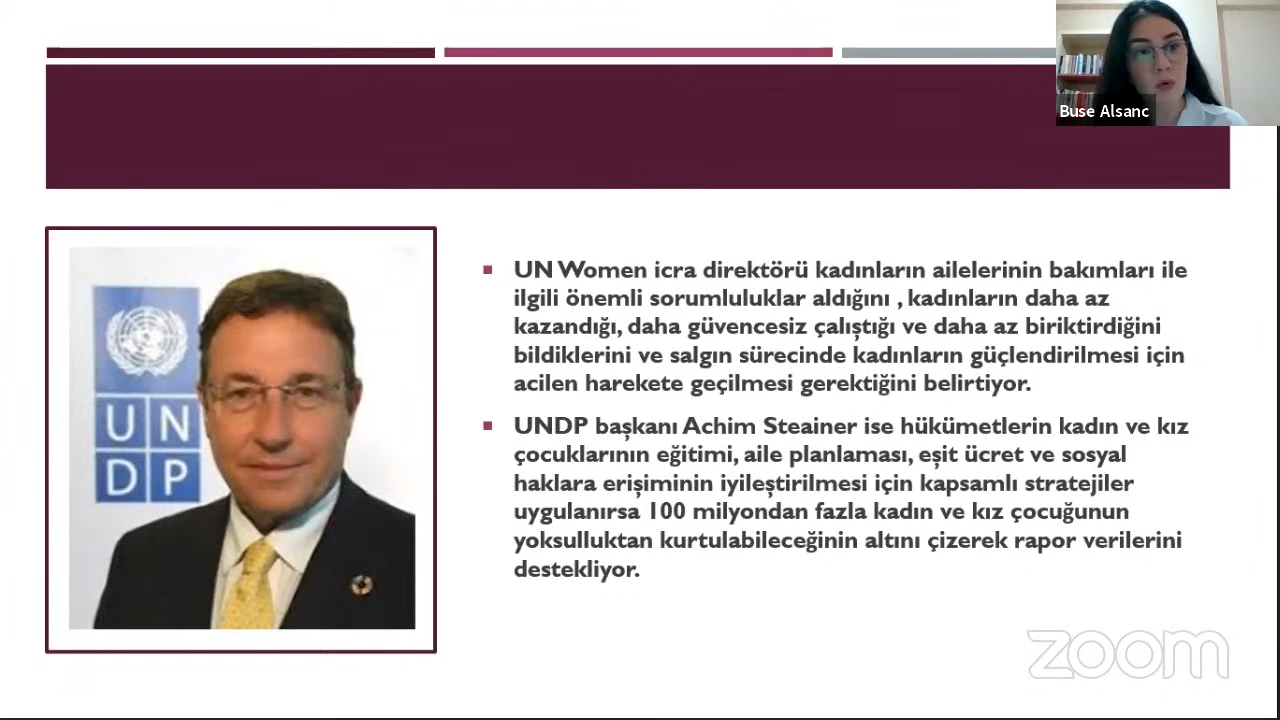 Buse Alsanc
UN
DP
UN Women icra direktörü kadınların ailelerinin bakımları ile
ilgili önemli sorumluluklar aldığını , kadınların daha az
kazandığı, daha güvencesiz çalıştığı ve daha az biriktirdiğini
bildiklerini ve salgın sürecinde kadınların güçlendirilmesi için
acilen harekete geçilmesi gerektiğini belirtiyor.
UNDP başkanı Achim Steainer ise hükümetlerin kadın ve kız
çocuklarının eğitimi, aile planlaması, eşit ücret ve sosyal
haklara erişiminin iyileştirilmesi için kapsamlı stratejiler
uygulanırsa 100 milyondan fazla kadın ve kız çocuğunun
yoksulluktan kurtulabileceğinin altını çizerek rapor verilerini
destekliyor.
zoom